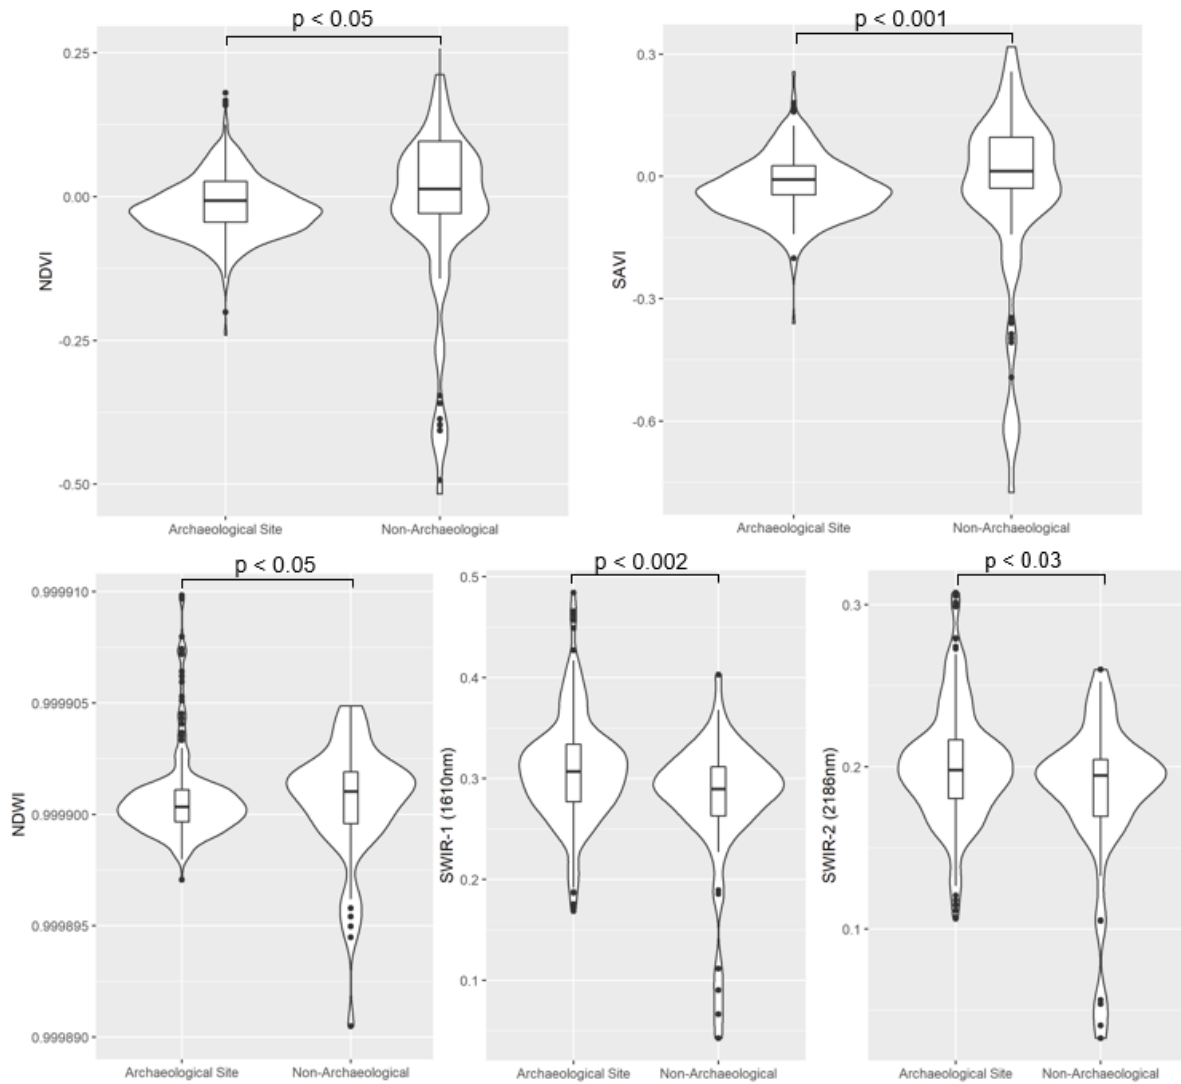 p < 0.05
0.25
0.00
-0.25
-0.50
NDVI
Archaeological Site
Non-Archaeological
p < 0.001
0.3
0.0
-0.3
-0.6
SAVI
Archaeological Site
Non-Archaeological
p < 0.05
0.999910
0.999905
0.999900
0.999895
0.999890
NDWI
Archaeological Site
Non-Archaeological
p < 0.002
0.5
0.4
0.3
0.2
0.1
SWIR-1 (1610nm)
Archaeological Site
Non-Archaeological
p < 0.03
0.3
0.2
0.1
SWIR-2 (2186nm)
Archaeological Site
Non-Archaeological